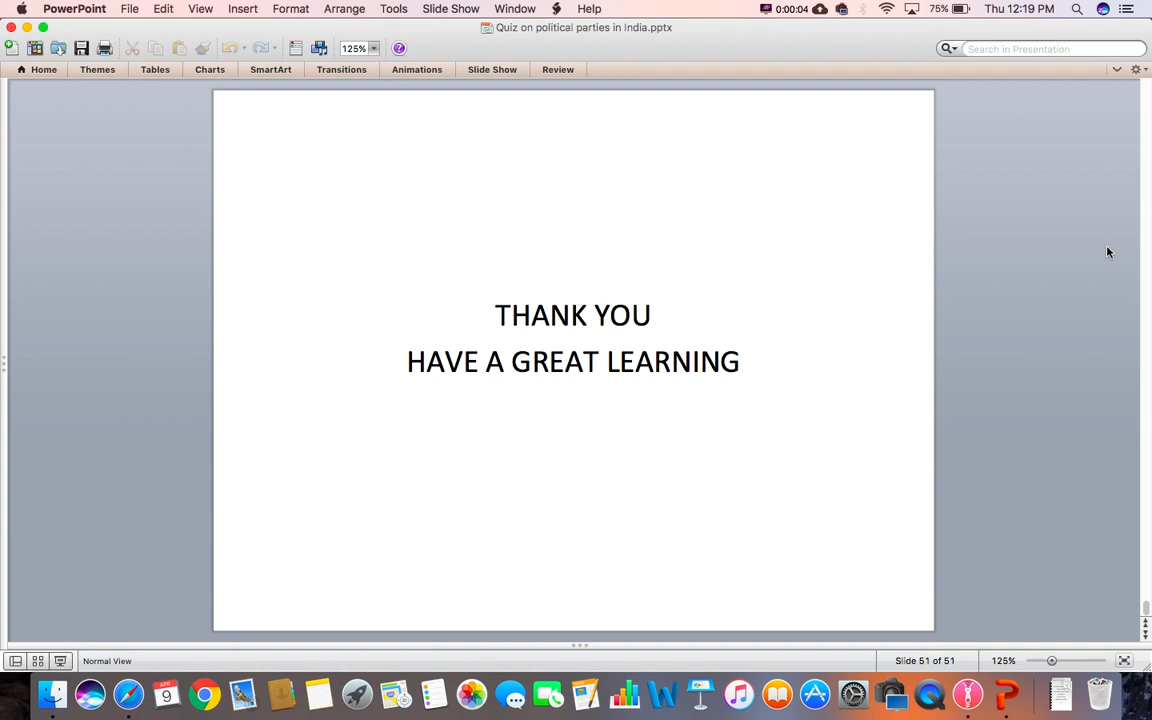 PowerPoint File Edit View Insert Format Arrange Tools Slide Show Window Help 0:00:04 75% Thu 12:19 PM
Quiz on political parties in India.pptx
125% ? Search in Presentation
Home Themes Tables Charts SmartArt Transitions Animations Slide Show Review
THANK YOU
HAVE A GREAT LEARNING
Normal View Slide 51 of 51 125%
APR
9